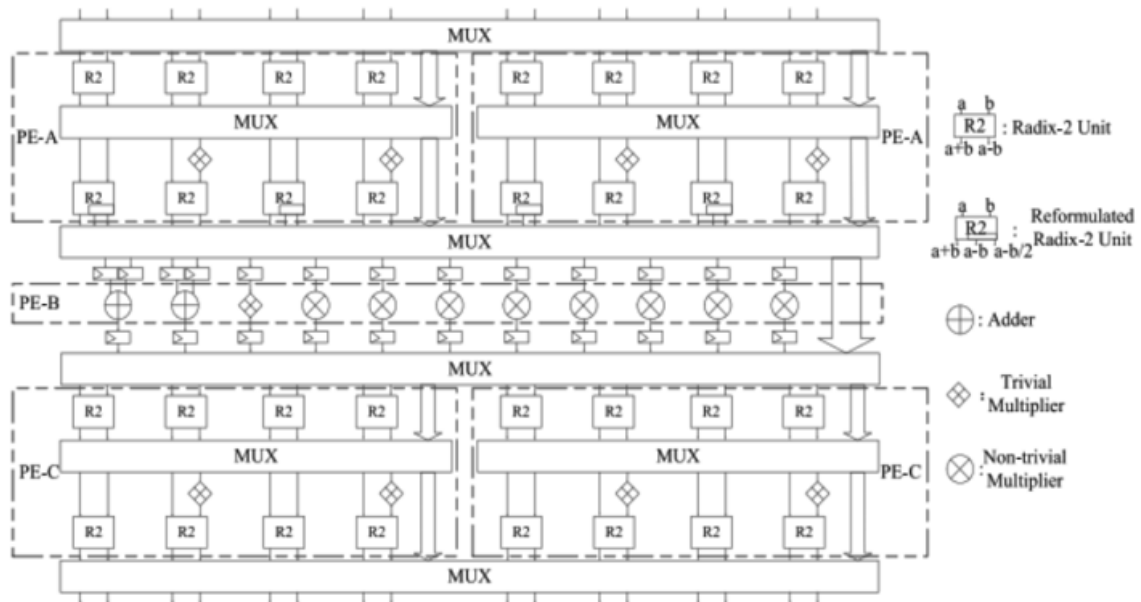 MUX
R2 R2 R2 R2 R2 R2 R2 R2
MUX MUX
PE-A PE-A
R2 R2 R2 R2 R2 R2 R2 R2
MUX
PE-B
MUX
R2 R2 R2 R2 R2 R2 R2 R2
MUX MUX
PE-C PE-C
R2 R2 R2 R2 R2 R2 R2 R2
MUX
a b
R2 : Radix-2 Unit
a+b a-b
a b
R2 : Reformulated
Radix-2 Unit
a+b a-b a-b/2
: Adder
: Trivial
Multiplier
: Non-trivial
Multiplier